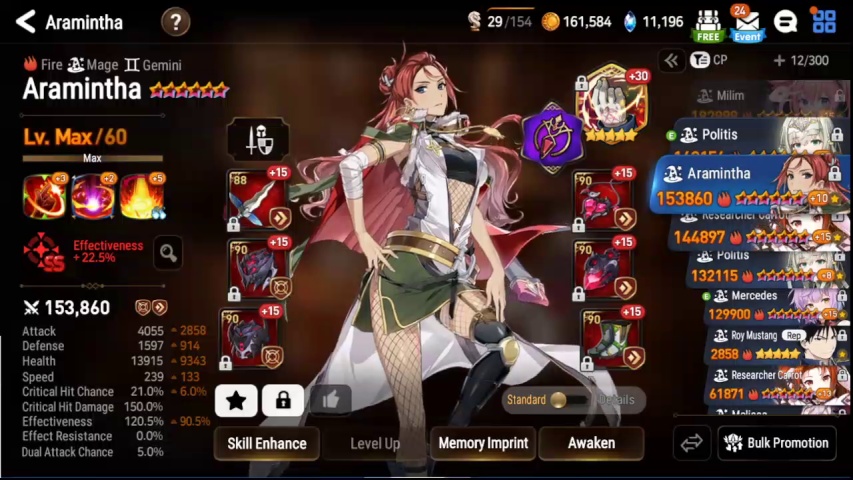 Aramintha ?
29/154 161,584 11,196 24 FREE Event
Fire Mage Gemini
Aramintha
Lv. Max/60
Max
+3 +2 +5
SS Effectiveness
+ 22.5%
153,860
Attack 4055 2858
Defense 1597 914
Health 13915 9343
Speed 239 133
Critical Hit Chance 21.0% 6.0%
Critical Hit Damage 150.0%
Effectiveness 120.5% 90.5%
Effect Resistance 0.0%
Dual Attack Chance 5.0%
88 +15
90 +15
90 +15
+30
90 +15
90 +15
90 +15
Standard Details
Skill Enhance Level Up Memory Imprint Awaken
CP + 12/300
Milim
Politis
Aramintha
153860 +10
Researcher Carrot
144897 +15
Politis
132115 +8
Mercedes
129900 +15
Roy Mustang Rep
2858
Researcher Carrot
61871 +13
Bulk Promotion